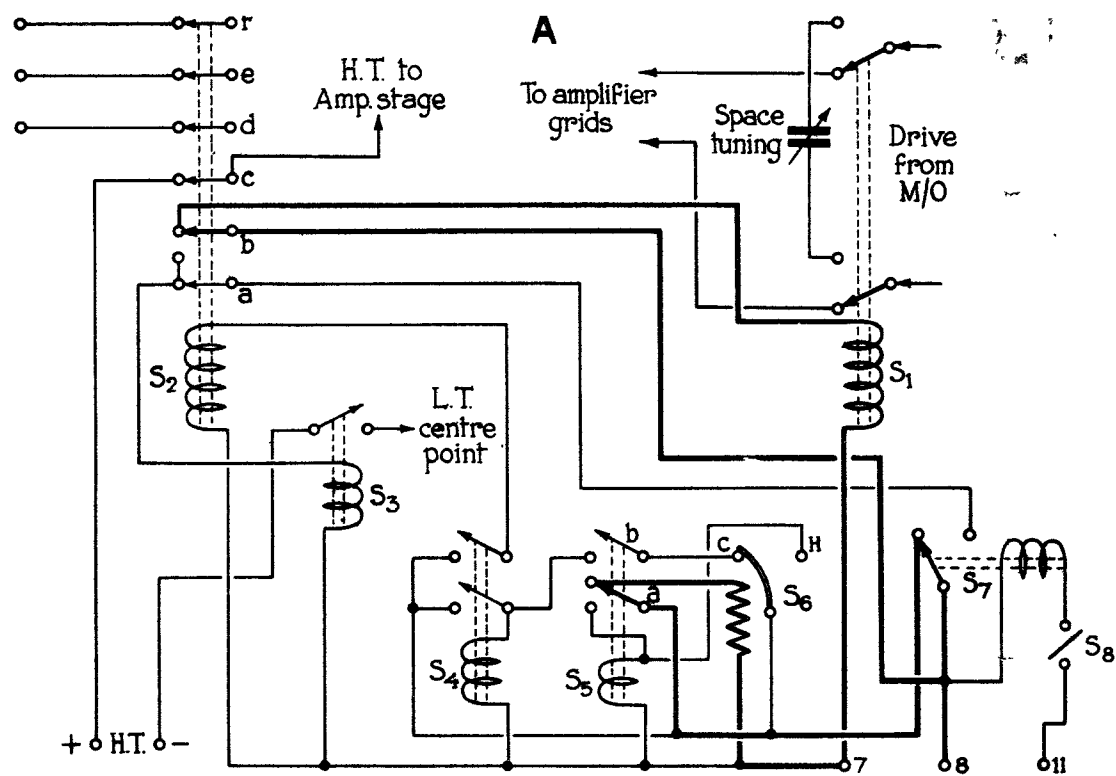 A
r
e
d
c
b
a
H.T. to
Amp. stage
To amplifier
grids
Space
tuning
Drive
from
M/O
S2
S1
L.T.
centre
point
S3
b
a
c
H
S6
S7
S8
S4
S5
+ H.T. -
7
8
11